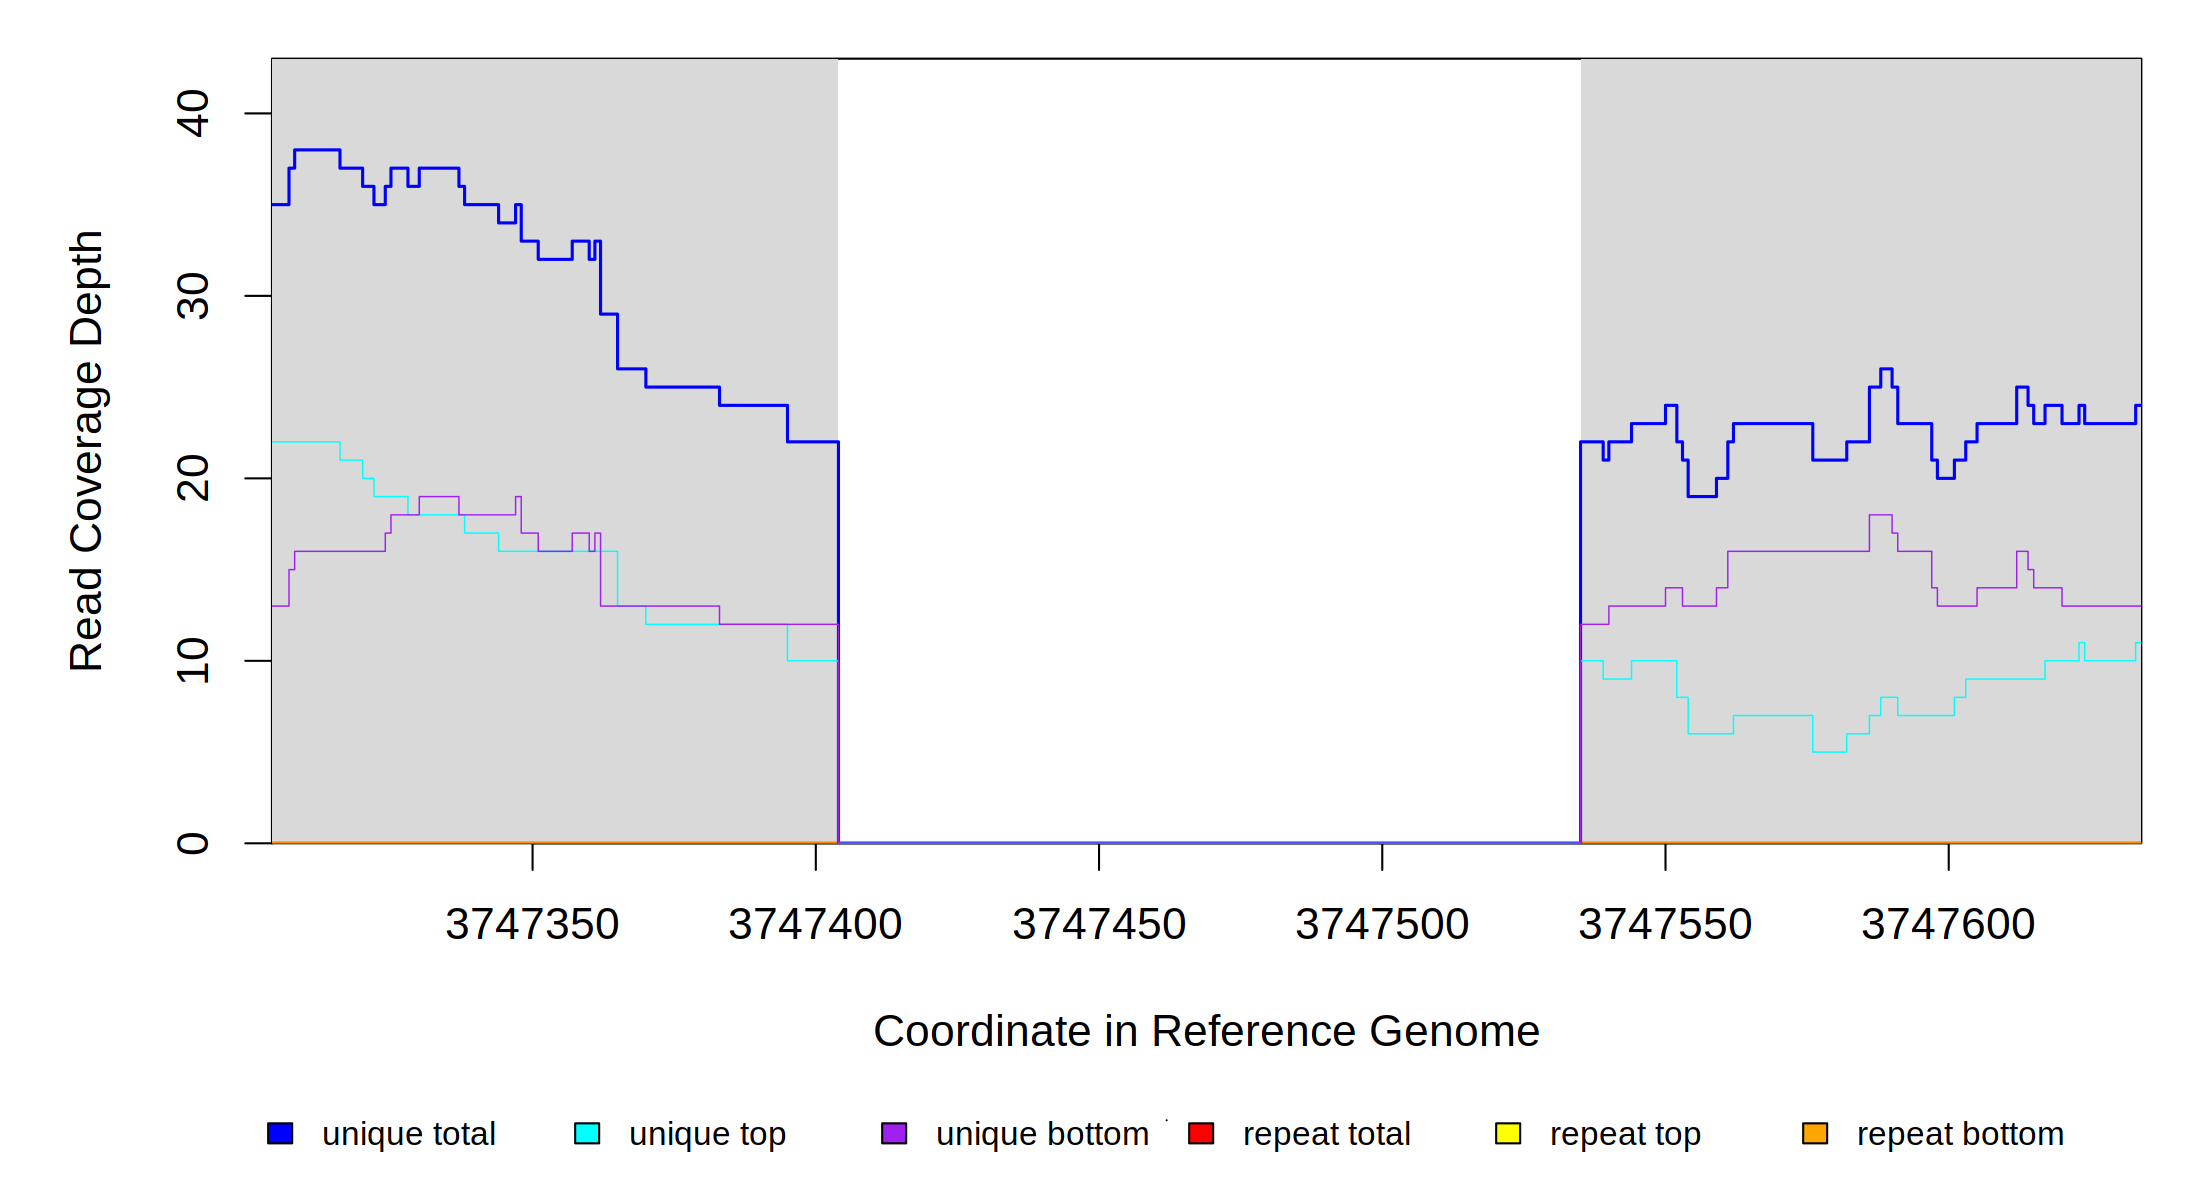 Read Coverage Depth
40
30
20
10
0
3747350 3747400 3747450 3747500 3747550 3747600
Coordinate in Reference Genome
unique total unique top unique bottom repeat total repeat top repeat bottom